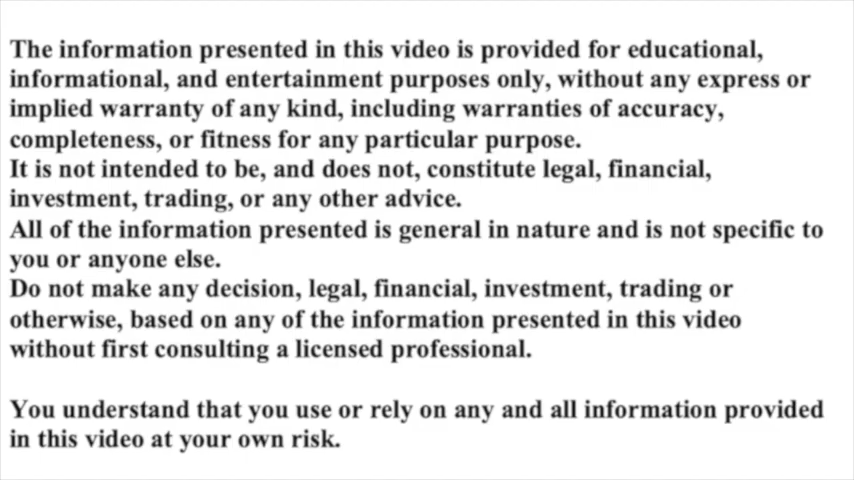 The information presented in this video is provided for educational,
informational, and entertainment purposes only, without any express or
implied warranty of any kind, including warranties of accuracy,
completeness, or fitness for any particular purpose.
It is not intended to be, and does not, constitute legal, financial,
investment, trading, or any other advice.
All of the information presented is general in nature and is not specific to
you or anyone else.
Do not make any decision, legal, financial, investment, trading or
otherwise, based on any of the information presented in this video
without first consulting a licensed professional.
You understand that you use or rely on any and all information provided
in this video at your own risk.